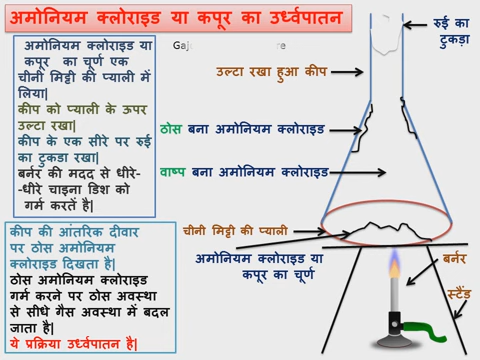 अमोनियम क्लोराइड या कपूर का उर्ध्वपातन
अमोनियम क्लोराइड या
कपूर का चूर्ण एक
चीनी मिट्टी की प्याली में
लिया|
कीप को प्याली के ऊपर
उल्टा रखा|
कीप के एक सीरे पर रुई
का टुकडा रखा|
बर्नर की मदद से धीरे-
-धीरे चाइना डिश को
गर्म करतें है|
कीप की आंतरिक दीवार
पर ठोस अमोनियम
क्लोराइड दिखता है|
ठोस अमोनियम क्लोराइड
गर्म करने पर ठोस अवस्था
से सीधे गैस अवस्था में बदल
जाता है|
ये प्रक्रिया उर्ध्वपातन है|
Gaj
re
रुई का
टुकड़ा
उल्टा रखा हुआ कीप
ठोस बना अमोनियम क्लोराइड
वाष्प बना अमोनियम क्लोराइड
चीनी मिट्टी की प्याली
अमोनियम क्लोराइड या
कपूर का चूर्ण
बर्नर
स्टैंड